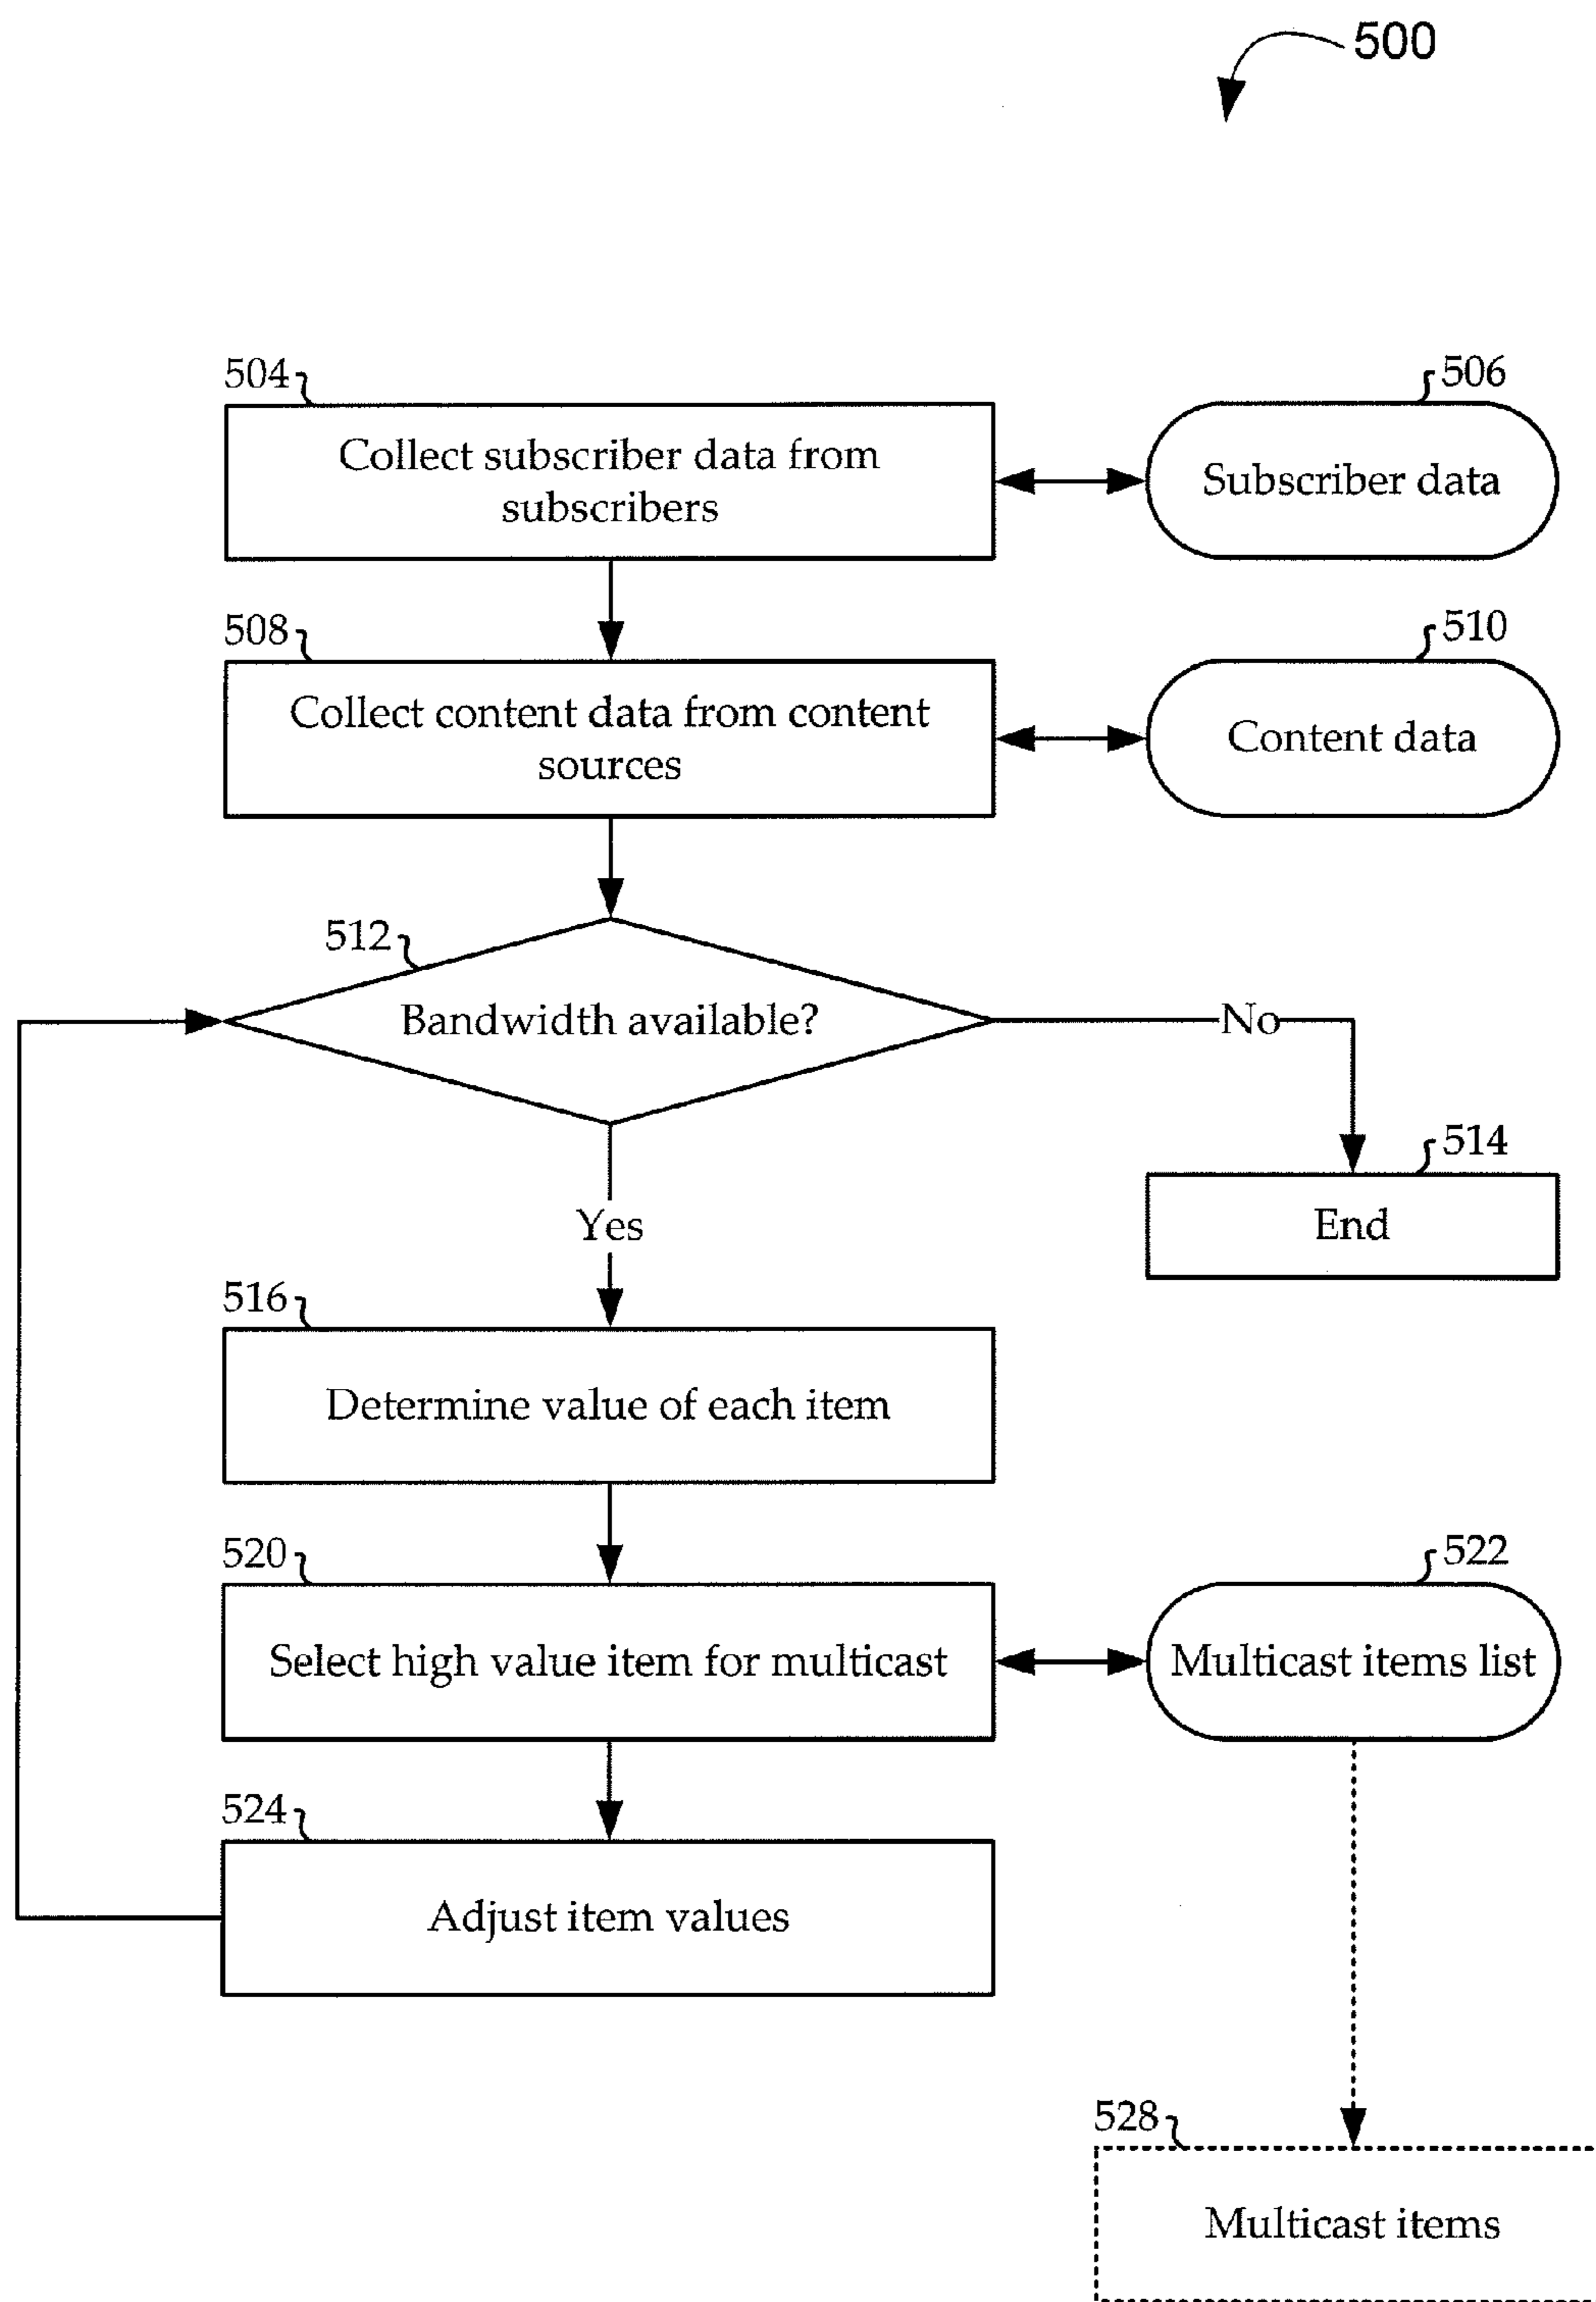 500
504
506
Collect subscriber data from
subscribers
Subscriber data
508
510
Collect content data from content
sources
Content data
512
Bandwidth available?
No
514
End
Yes
516
Determine value of each item
520
522
Select high value item for multicast
Multicast items list
524
Adjust item values
528
Multicast items